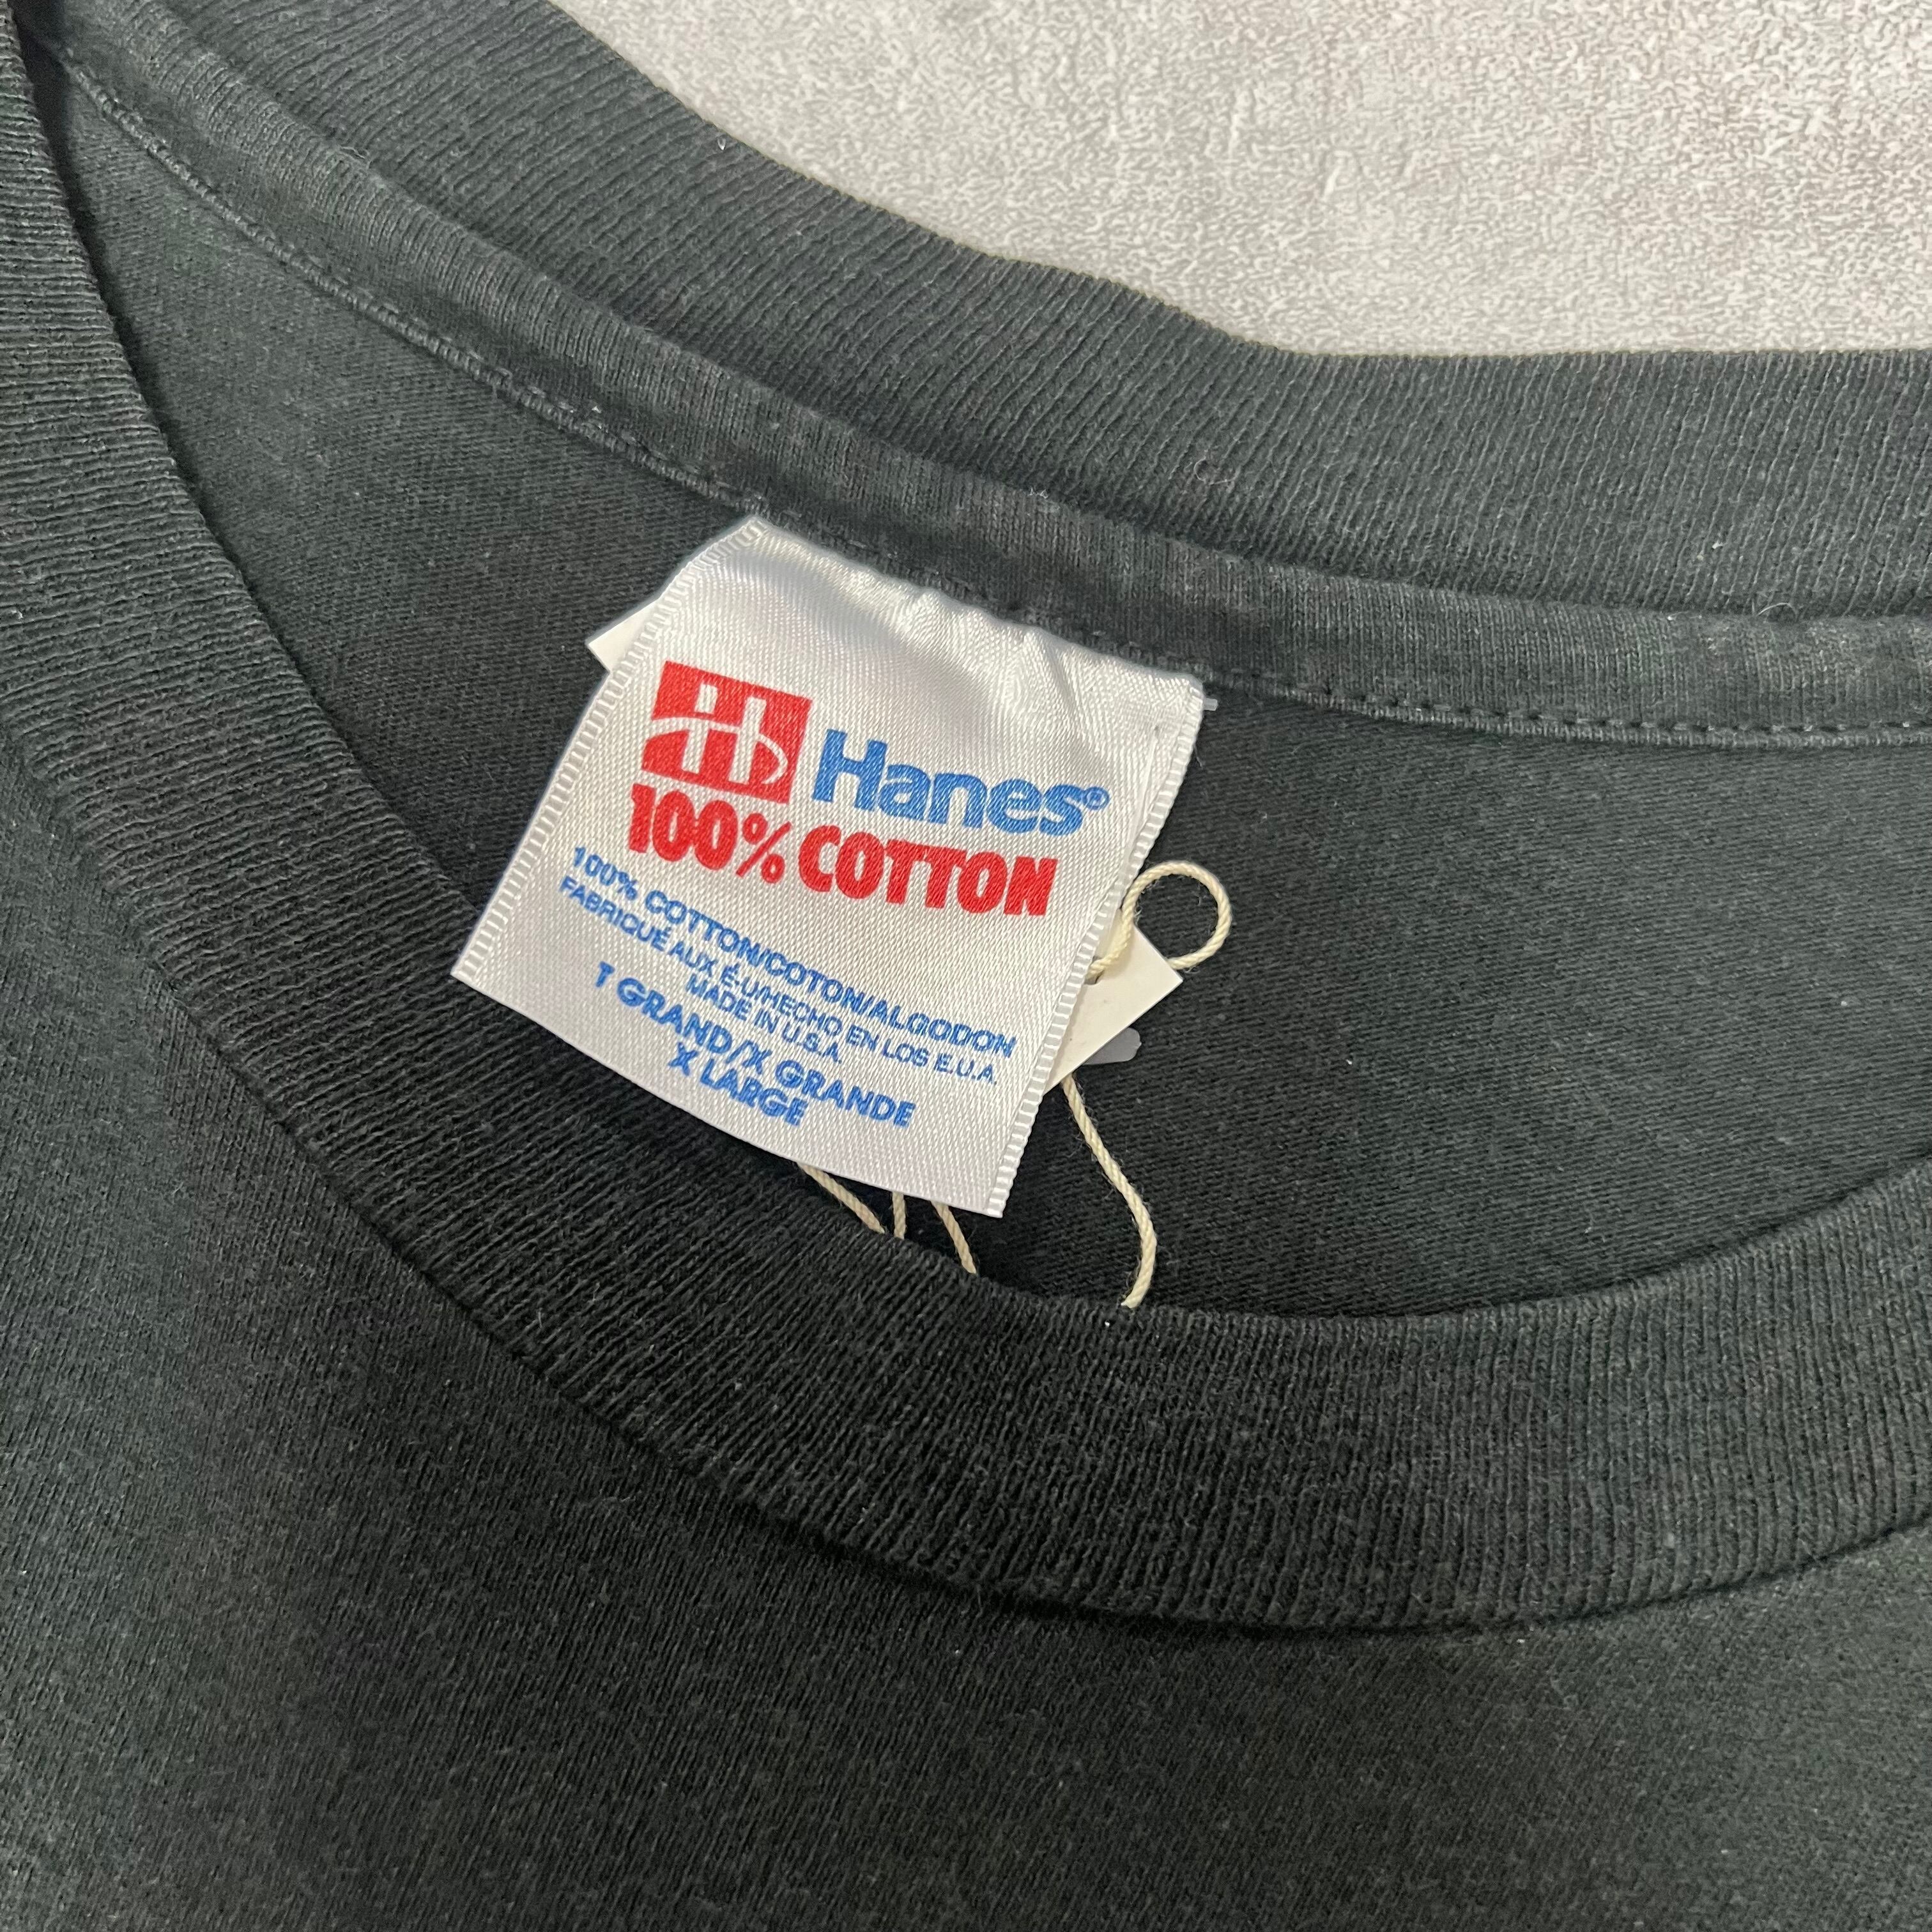 Hanes®
100% COTTON
100% COTTON/COTON/ALGODON
FABRIQUÉ AUX É-U/HECHO EN LOS E.U.A.
MADE IN U.S.A.
T GRAND/X GRANDE
X LARGE